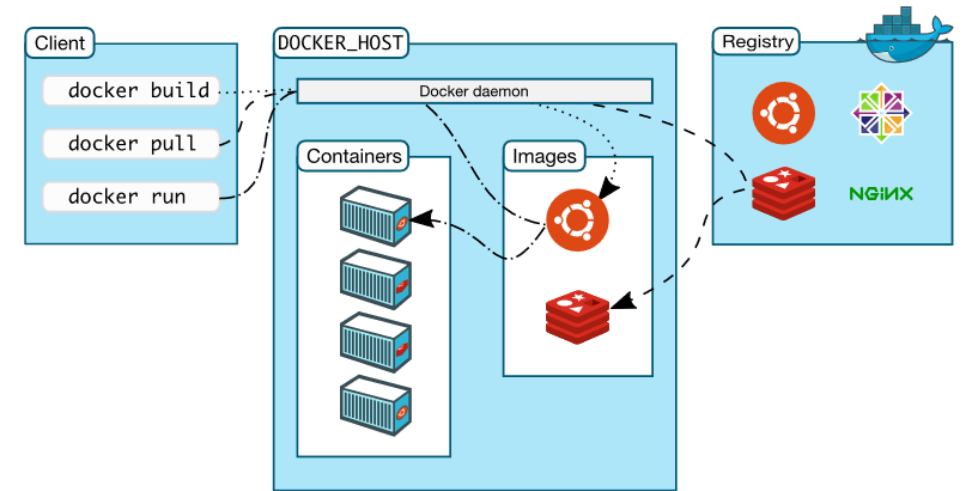 Client
docker build
docker pull
docker run
DOCKER_HOST
Docker daemon
Containers
Images
Registry
NGiNX